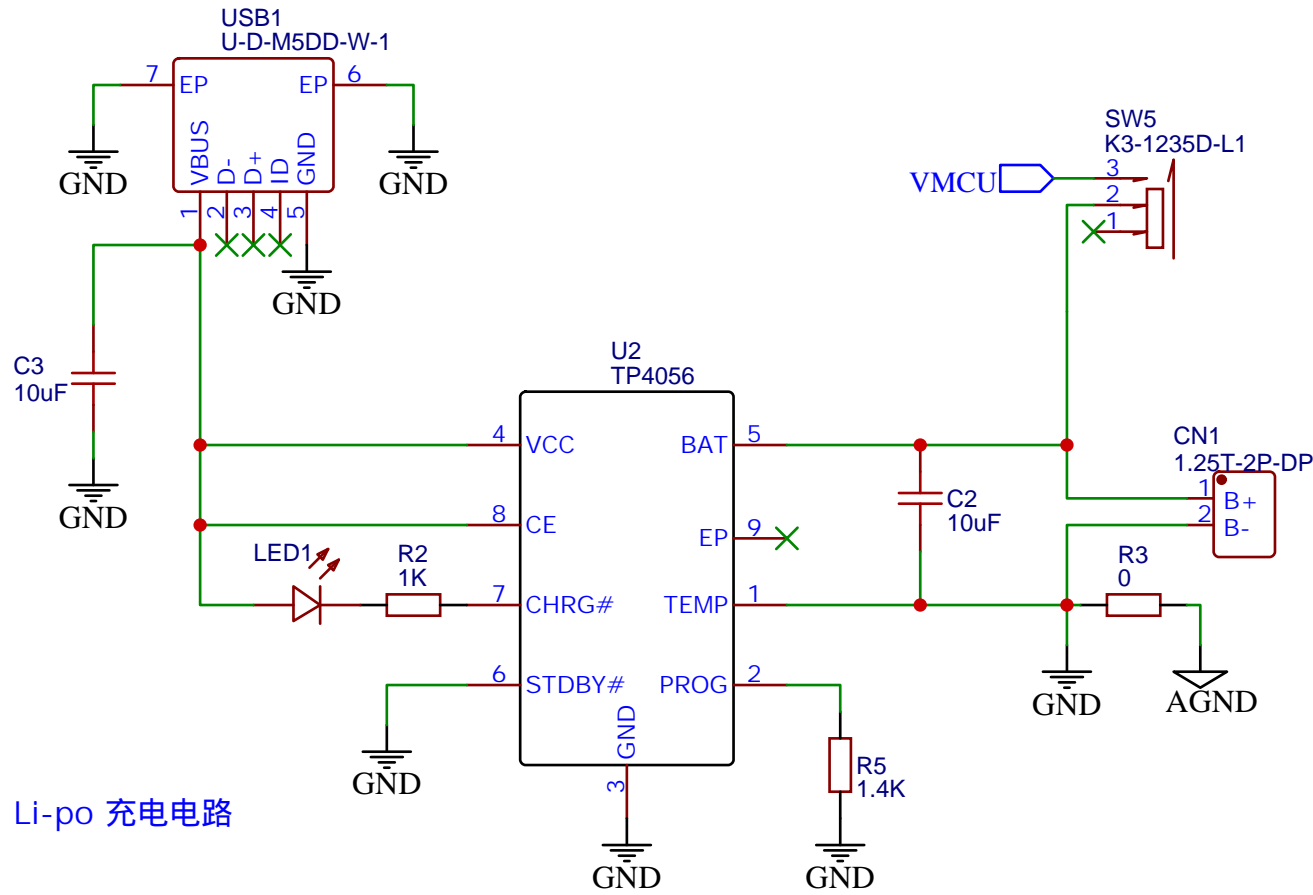 USB1
U-D-M5DD-W-1
7
EP
EP
6
VBUS
D-
D+
ID
GND
1
2
3
4
5
GND
GND
GND
SW5
K3-1235D-L1
VMCU
3
2
1
C3
10uF
GND
U2
TP4056
4
VCC
BAT
5
8
CE
EP
9
C2
10uF
CN1
1.25T-2P-DP
1
B+
2
B-
LED1
R2
1K
7
CHRG#
TEMP
1
R3
0
6
STDBY#
PROG
2
GND
3
GND
GND
AGND
R5
1.4K
Li-po 充电电路
GND
GND